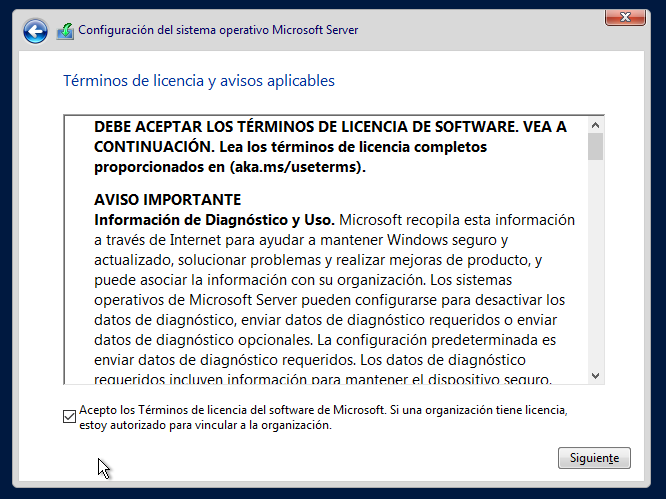 Configuración del sistema operativo Microsoft Server
Términos de licencia y avisos aplicables
DEBE ACEPTAR LOS TÉRMINOS DE LICENCIA DE SOFTWARE. VEA A
CONTINUACIÓN. Lea los términos de licencia completos
proporcionados en (aka.ms/useterms).
AVISO IMPORTANTE
Información de Diagnóstico y Uso. Microsoft recopila esta información
a través de Internet para ayudar a mantener Windows seguro y
actualizado, solucionar problemas y realizar mejoras de producto, y
puede asociar la información con su organización. Los sistemas
operativos de Microsoft Server pueden configurarse para desactivar los
datos de diagnóstico, enviar datos de diagnóstico requeridos o enviar
datos de diagnóstico opcionales. La configuración predeterminada es
enviar datos de diagnóstico requeridos. Los datos de diagnóstico
requeridos incluyen información para mantener el dispositivo seguro,
Acepto los Términos de licencia del software de Microsoft. Si una organización tiene licencia,
estoy autorizado para vincular a la organización.
Siguiente